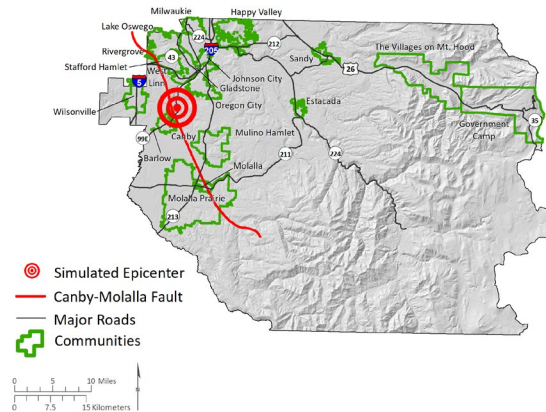 Milwaukie
Happy Valley
Lake Oswego
224
212
205
Rivergrove
43
Sandy
The Villages on Mt. Hood
Stafford Hamlet
West
Linn
Johnson City
Gladstone
26
5
Wilsonville
Oregon City
Estacada
Government
Camp
35
99E
Canby
Mulino Hamlet
Barlow
211
224
Molalla
Molalla Prairie
213
Simulated Epicenter
Canby-Molalla Fault
Major Roads
Communities
0
5
10 Miles
0
7.5
15 Kilometers